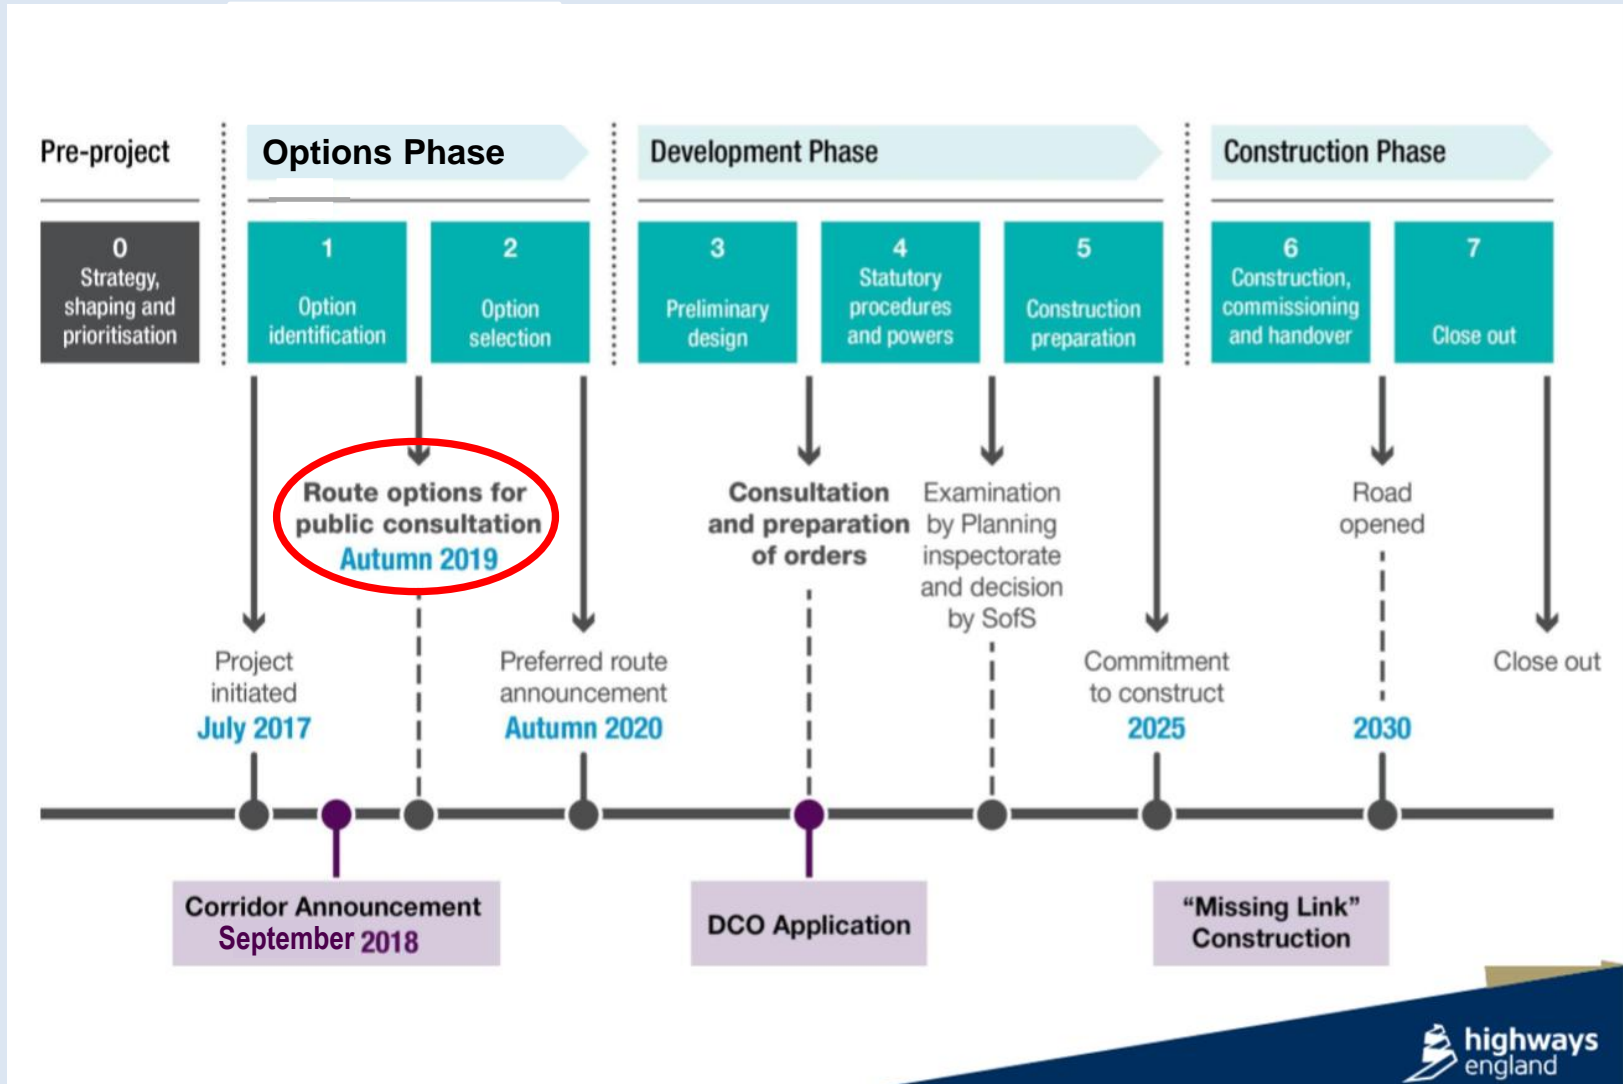 Pre-project
Options Phase
Development Phase
Construction Phase
0
Strategy,
shaping and
prioritisation
1
Option
identification
2
Option
selection
3
Preliminary
design
4
Statutory
procedures
and powers
5
Construction
preparation
6
Construction,
commissioning
and handover
7
Close out
Route options for
public consultation
Autumn 2019
Consultation
and preparation
of orders
Examination
by Planning
inspectorate
and decision
by SofS
Road
opened
Project
initiated
July 2017
Preferred route
announcement
Autumn 2020
Commitment
to construct
2025
2030
Close out
Corridor Announcement
September 2018
DCO Application
“Missing Link”
Construction
highways
england